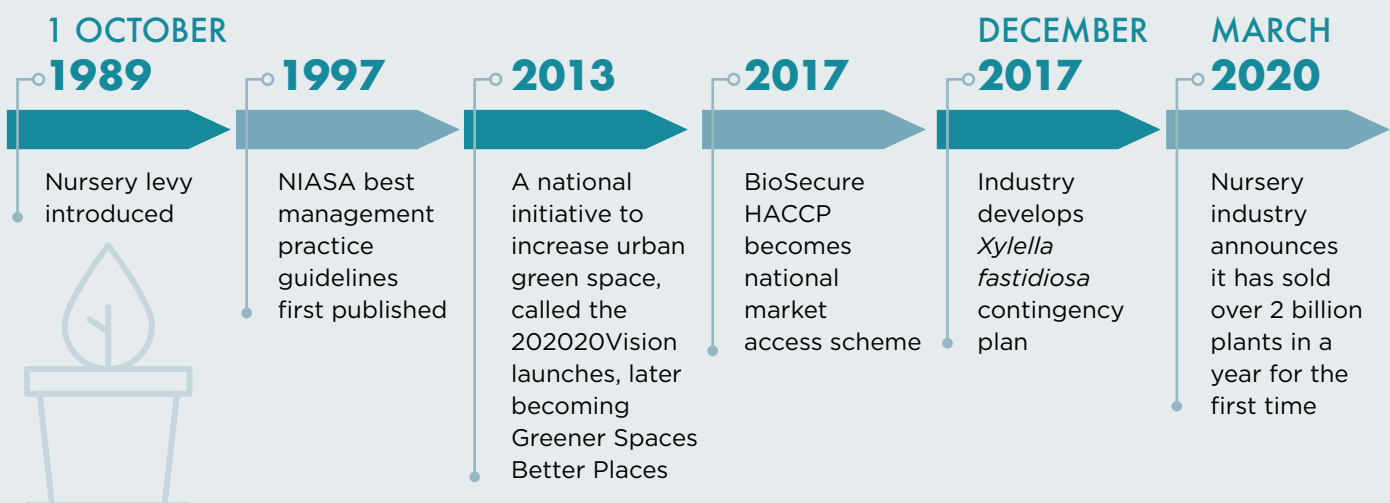 1 OCTOBER
1989
Nursery levy
introduced
1997
NIASA best
management
practice
guidelines
first published
2013
A national
initiative to
increase urban
green space,
called the
202020Vision
launches, later
becoming
Greener Spaces
Better Places
2017
BioSecure
HACCP
becomes
national
market
access scheme
DECEMBER
2017
Industry
develops
Xylella
fastidiosa
contingency
plan
MARCH
2020
Nursery
industry
announces
it has sold
over 2 billion
plants in a
year for the
first time